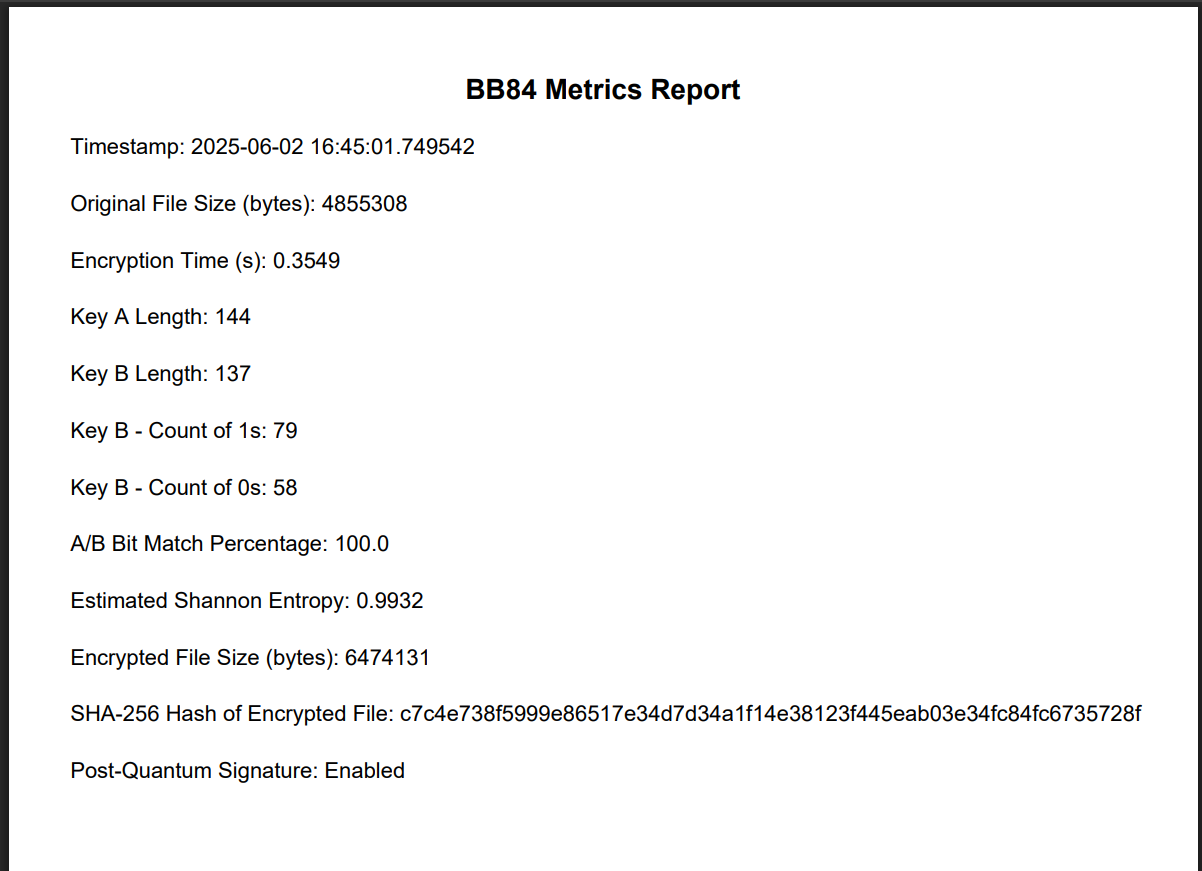 BB84 Metrics Report
Timestamp: 2025-06-02 16:45:01.749542
Original File Size (bytes): 4855308
Encryption Time (s): 0.3549
Key A Length: 144
Key B Length: 137
Key B - Count of 1s: 79
Key B - Count of 0s: 58
A/B Bit Match Percentage: 100.0
Estimated Shannon Entropy: 0.9932
Encrypted File Size (bytes): 6474131
SHA-256 Hash of Encrypted File: c7c4e738f5999e86517e34d7d34a1f14e38123f445eab03e34fc84fc6735728f
Post-Quantum Signature: Enabled